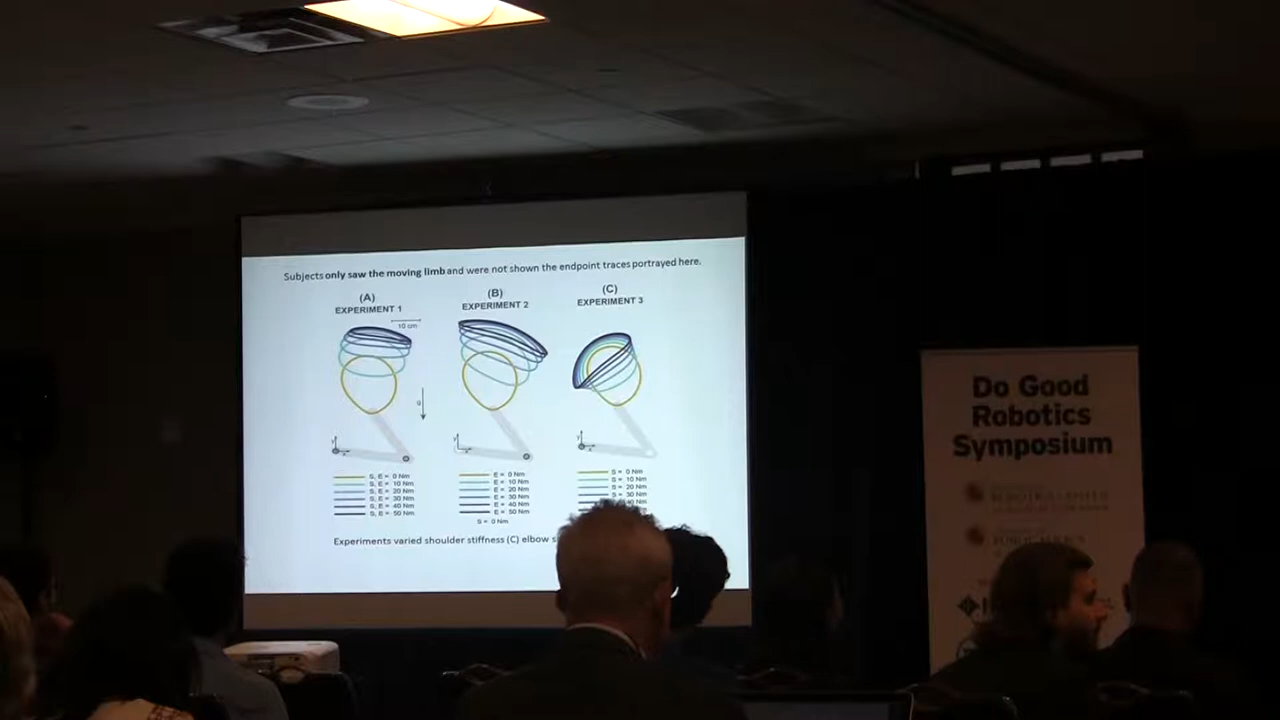 Subjects only saw the moving limb and were not shown the endpoint traces portrayed here.
(A)
EXPERIMENT 1
(B)
EXPERIMENT 2
(C)
EXPERIMENT 3
10 cm
g
y
x
y
x
y
x
S, E = 0 Nm
S, E = 10 Nm
S, E = 20 Nm
S, E = 30 Nm
S, E = 40 Nm
S, E = 50 Nm
E = 0 Nm
E = 10 Nm
E = 20 Nm
E = 30 Nm
E = 40 Nm
E = 50 Nm
S = 0 Nm
S = 0 Nm
S = 10 Nm
S = 20 Nm
S = 30 Nm
40 Nm
Experiments varied shoulder stiffness (C) elbow s
Do Good
Robotics
Symposium